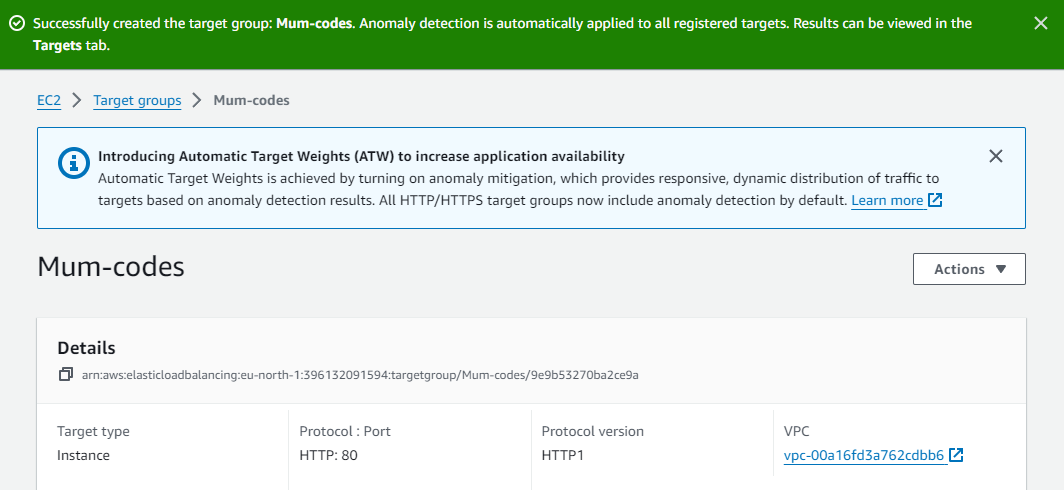 Successfully created the target group: Mum-codes. Anomaly detection is automatically applied to all registered targets. Results can be viewed in the
Targets tab.
EC2 > Target groups > Mum-codes
Introducing Automatic Target Weights (ATW) to increase application availability
Automatic Target Weights is achieved by turning on anomaly mitigation, which provides responsive, dynamic distribution of traffic to
targets based on anomaly detection results. All HTTP/HTTPS target groups now include anomaly detection by default. Learn more
Mum-codes
Actions
Details
arn:aws:elasticloadbalancing:eu-north-1:396132091594:targetgroup/Mum-codes/9e9b53270ba2ce9a
Target type
Instance
Protocol : Port
HTTP: 80
Protocol version
HTTP1
VPC
vpc-00a16fd3a762cdbb6